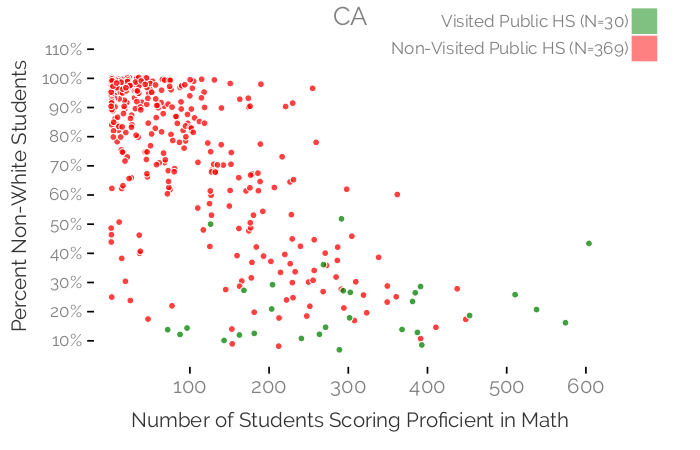 CA
Visited Public HS (N=30)
Non-Visited Public HS (N=369)
Percent Non-White Students
110%
100%
90%
80%
70%
60%
50%
40%
30%
20%
10%
100 200 300 400 500 600
Number of Students Scoring Proficient in Math